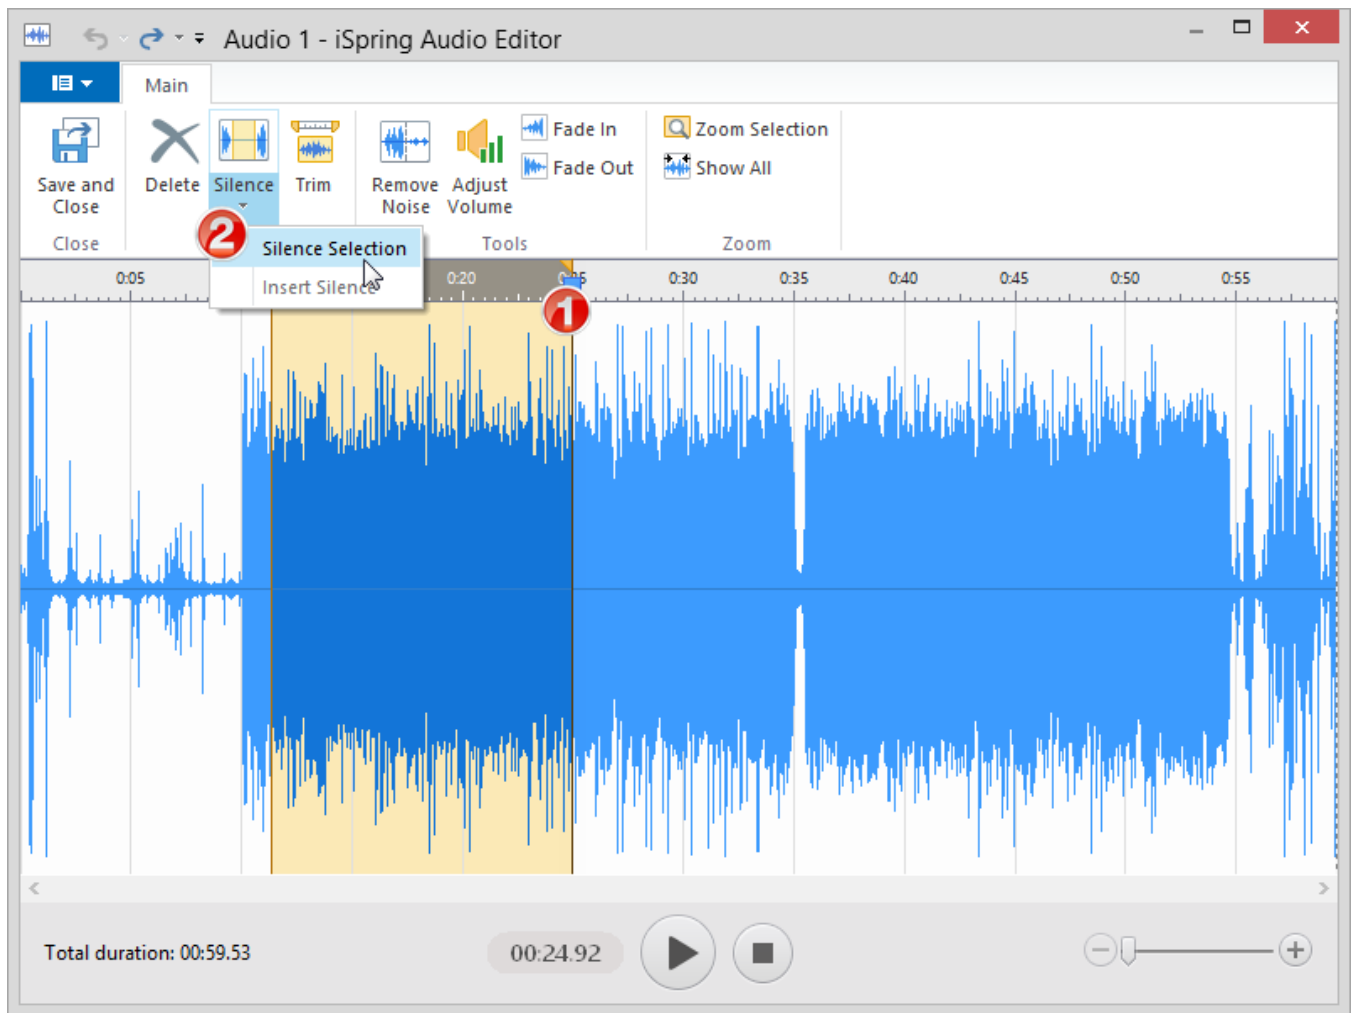 Audio 1 - iSpring Audio Editor
Main
Save and Close
Delete
Silence
Trim
Remove Noise
Adjust Volume
Fade In
Fade Out
Zoom Selection
Show All
Close
Tools
Zoom
2
Silence Selection
Insert Silence
0:05
0:20
0:30
0:35
0:40
0:45
0:50
0:55
1
Total duration: 00:59.53
00:24.92